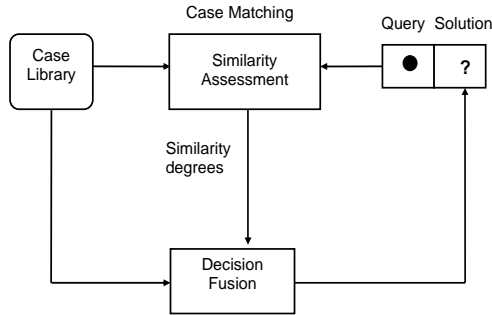 Case Matching
Query Solution
Case
Library
Similarity
Assessment
?
Similarity
degrees
Decision
Fusion